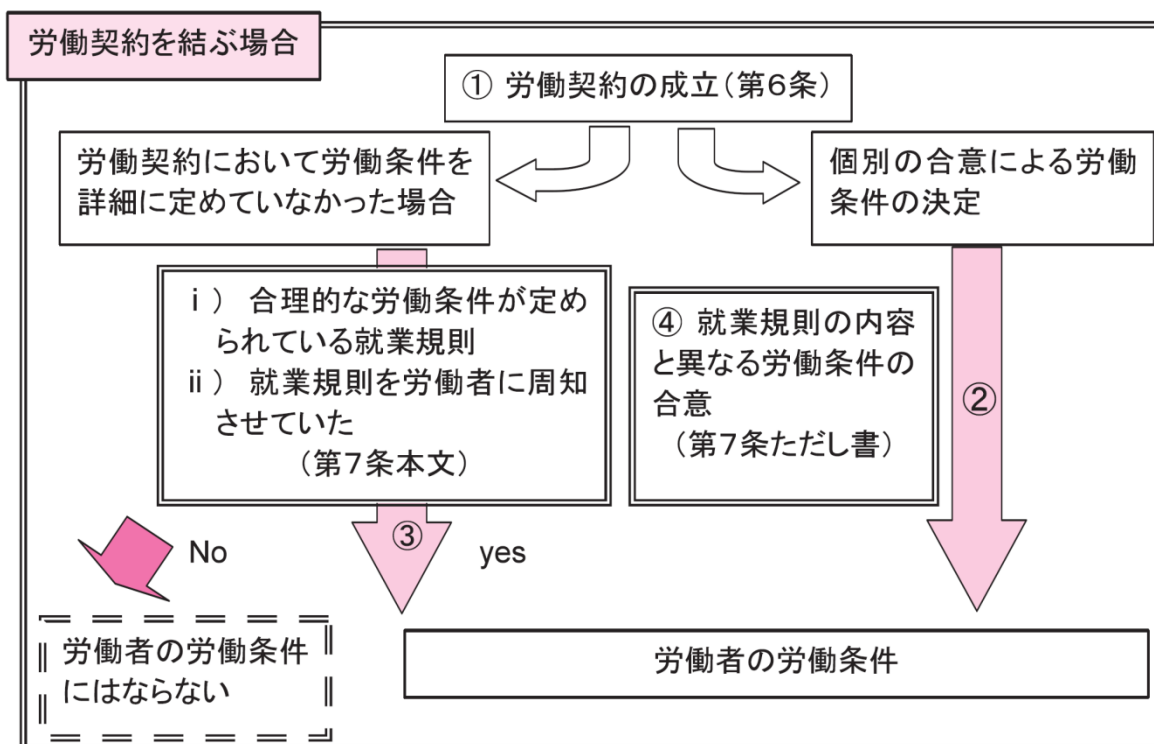 労働契約を結ぶ場合
① 労働契約の成立(第6条)
労働契約において労働条件を
詳細に定めていなかった場合
個別の合意による労働
条件の決定
ⅰ) 合理的な労働条件が定め
られている就業規則
ⅱ) 就業規則を労働者に周知
させていた
(第7条本文)
④ 就業規則の内容
と異なる労働条件の
合意
(第7条ただし書)
②
③
No
yes
労働者の労働条件
にはならない
労働者の労働条件